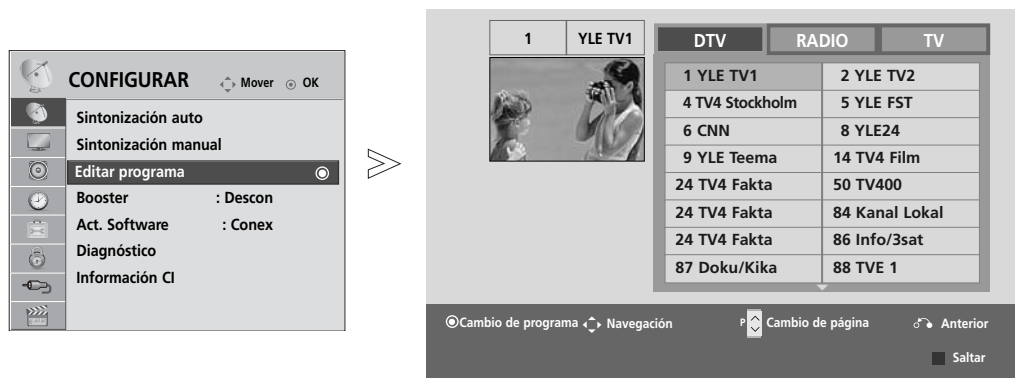 CONFIGURAR Mover OK
Sintonización auto
Sintonización manual
Editar programa
Booster : Descon
Act. Software : Conex
Diagnóstico
Información CI
1 YLE TV1
DTV RADIO TV
1 YLE TV1 2 YLE TV2
4 TV4 Stockholm 5 YLE FST
6 CNN 8 YLE24
9 YLE Teema 14 TV4 Film
24 TV4 Fakta 50 TV400
24 TV4 Fakta 84 Kanal Lokal
24 TV4 Fakta 86 Info/3sat
87 Doku/Kika 88 TVE 1
Cambio de programa Navegación P Cambio de página Anterior
Saltar